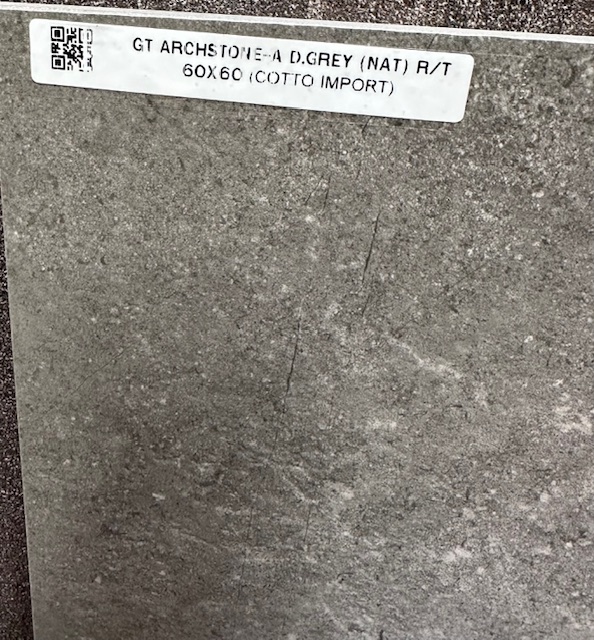 GT ARCHSTONE-A D.GREY (NAT) R/T
60X60 (COTTO IMPORT)